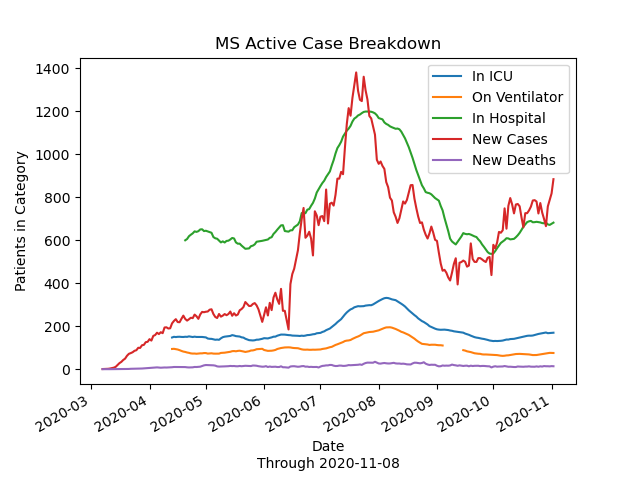 MS Active Case Breakdown
Patients in Category
1400
1200
1000
800
600
400
200
0
In ICU
On Ventilator
In Hospital
New Cases
New Deaths
2020-03
2020-04
2020-05
2020-06
2020-07
2020-08
2020-09
2020-10
2020-11
Date
Through 2020-11-08